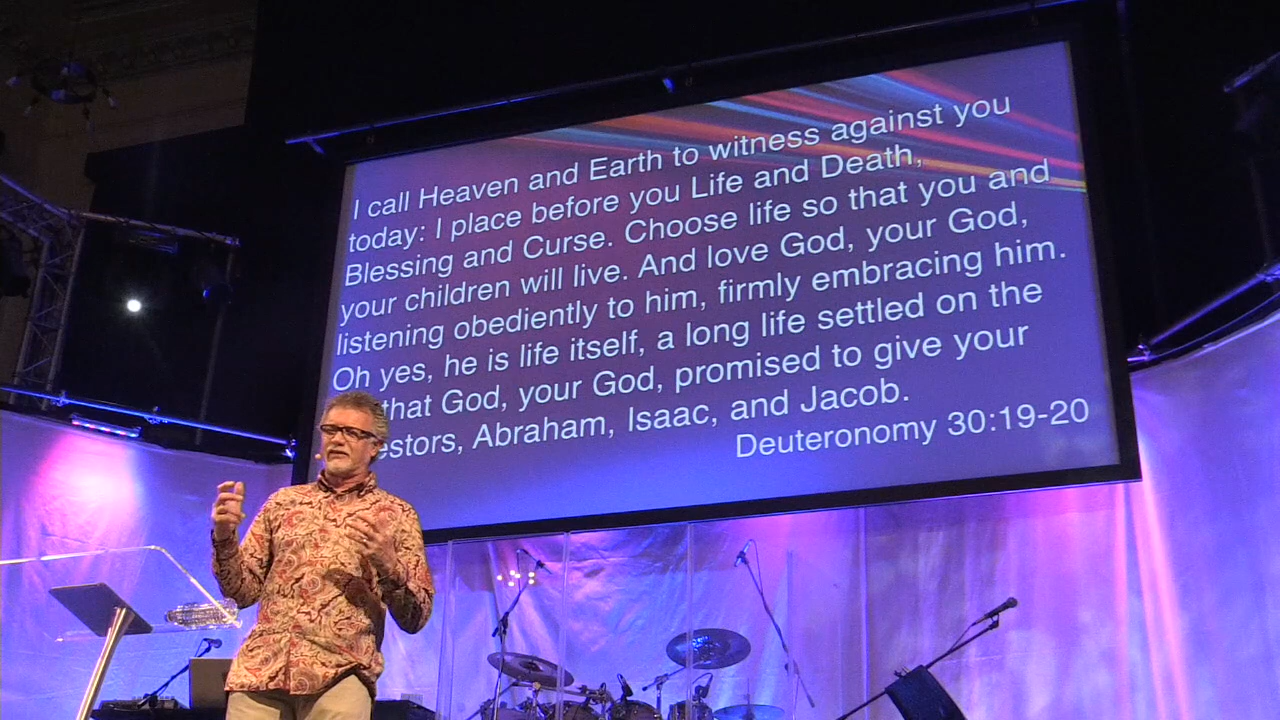 I call Heaven and Earth to witness against you
today: I place before you Life and Death,
Blessing and Curse. Choose life so that you and
your children will live. And love God, your God,
listening obediently to him, firmly embracing him.
Oh yes, he is life itself, a long life settled on the
that God, your God, promised to give your
estors, Abraham, Isaac, and Jacob.
Deuteronomy 30:19-20